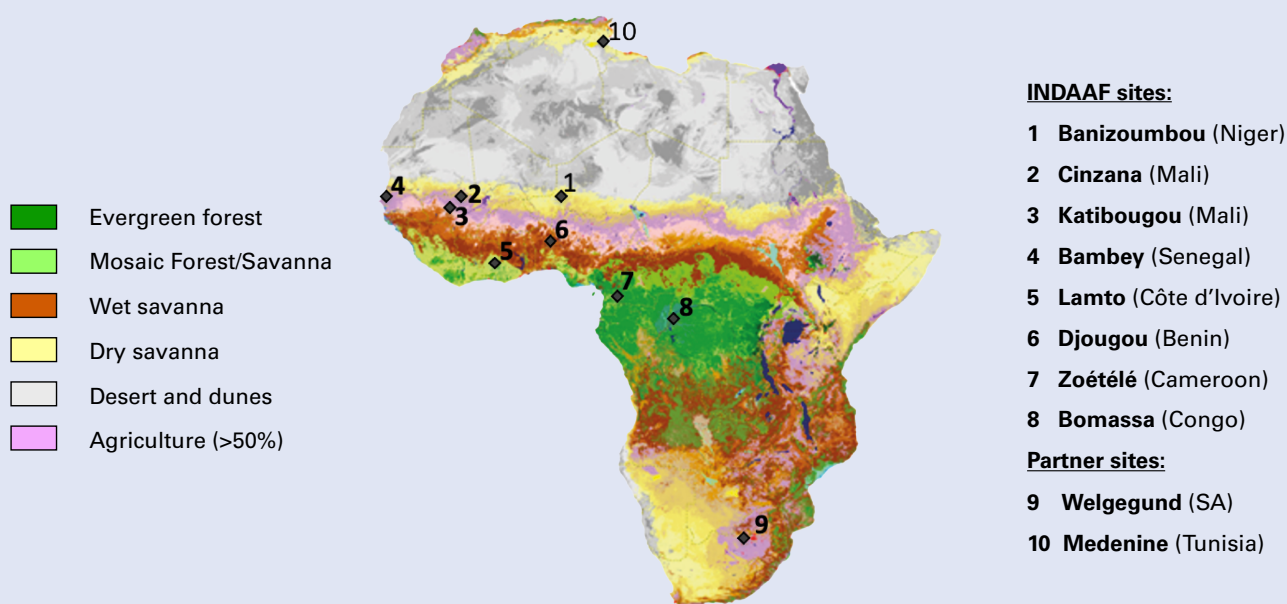 Evergreen forest
Mosaic Forest/Savanna
Wet savanna
Dry savanna
Desert and dunes
Agriculture (>50%)
10
4
2
1
3
6
5
7
8
9
INDAAF sites:
1 Banizoumbou (Niger)
2 Cinzana (Mali)
3 Katibougou (Mali)
4 Bambey (Senegal)
5 Lamto (Côte d'Ivoire)
6 Djougou (Benin)
7 Zoétélé (Cameroon)
8 Bomassa (Congo)
Partner sites:
9 Welgegund (SA)
10 Medenine (Tunisia)